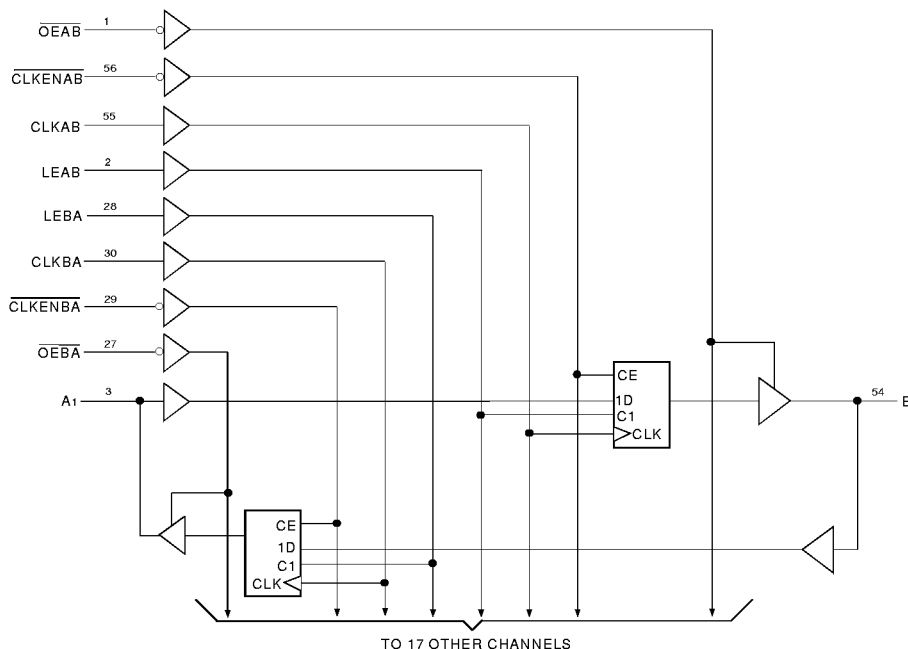 OEAB 1
CLKENAB 56
CLKAB 55
LEAB 2
LEBA 28
CLKBA 30
CLKENBA 29
OEBA 27
A1 3
CE
1D
C1
CLK
54
CE
1D
C1
CLK
TO 17 OTHER CHANNELS